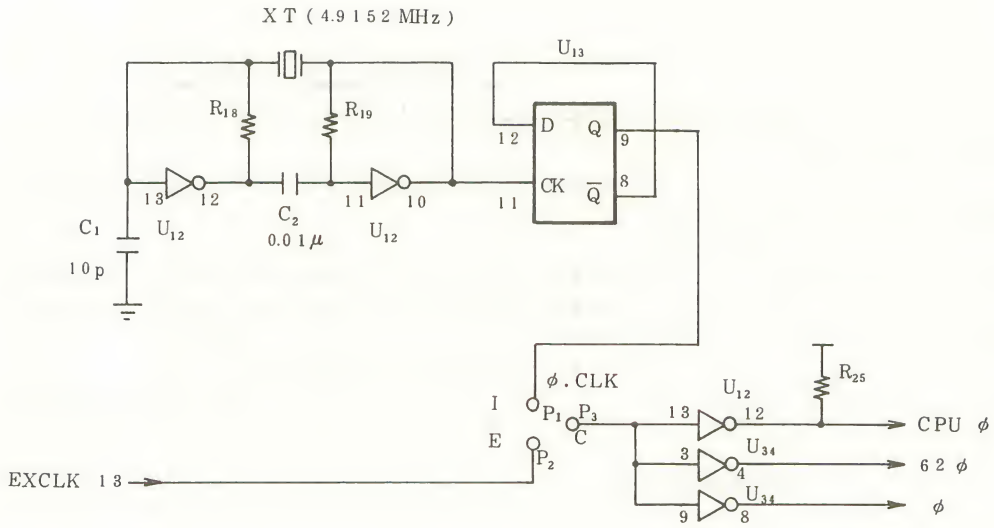 XT (4.9152 MHz)
U13
R18
R19
12
D
Q
9
13
12
11
10
CK
Q̅
8
11
C1
U12
C2
U12
0.01μ
10p
φ.CLK
U12
R25
I
P1
P3
13
12
CPU φ
E
C
P2
3
4
U34
62 φ
EXCLK 13
9
8
U34
φ